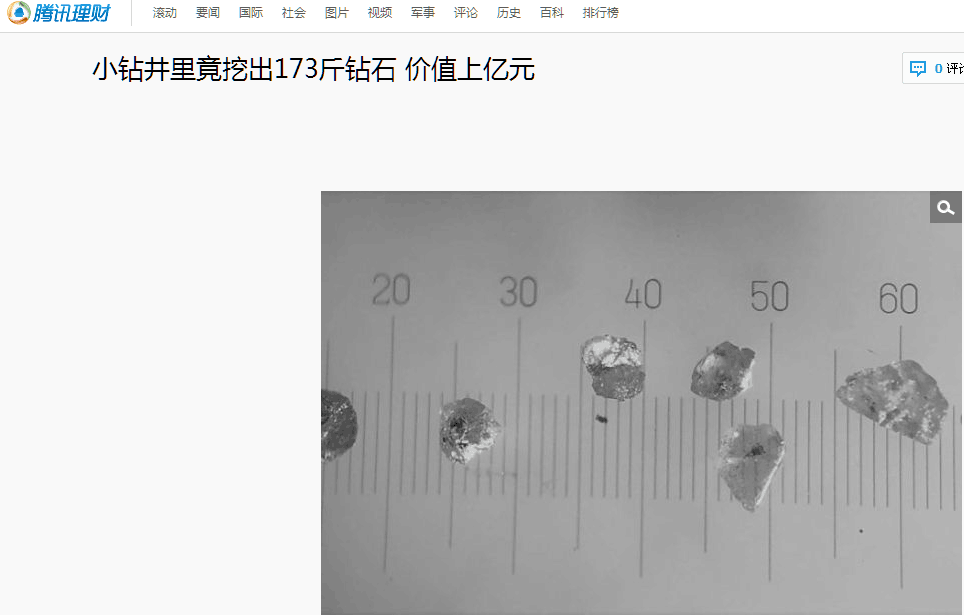 腾讯理财 滚动 要闻 国际 社会 图片 视频 军事 评论 历史 百科 排行榜
小钻井里竟挖出173斤钻石 价值上亿元
0 评论
20 30 40 50 60